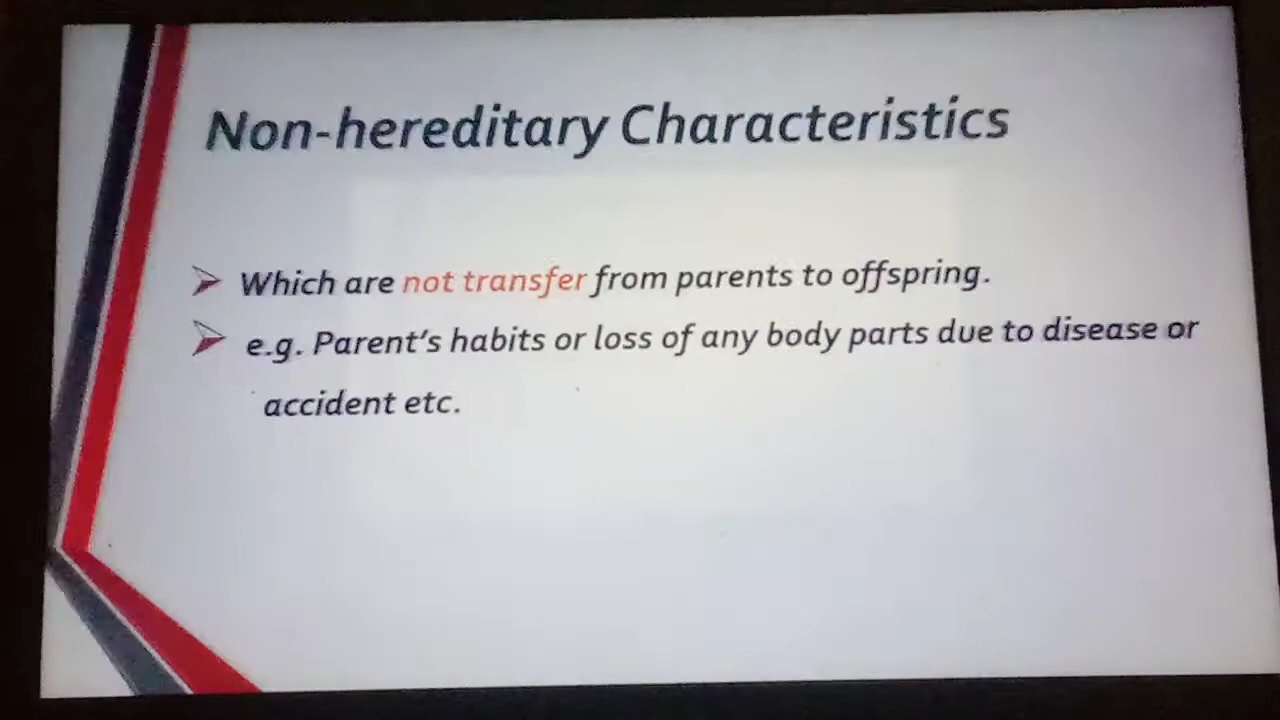 Non-hereditary Characteristics
Which are not transfer from parents to offspring.
e.g. Parent's habits or loss of any body parts due to disease or
accident etc.